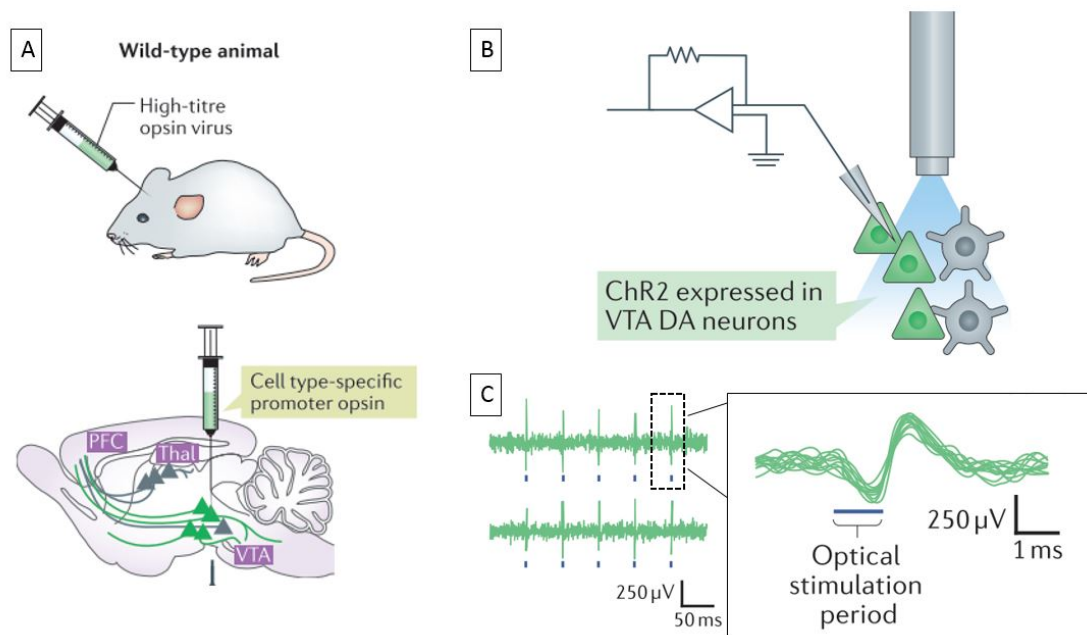 A
Wild-type animal
High-titre
opsin virus
Cell type-specific
promoter opsin
PFC
Thal
VTA
B
ChR2 expressed in
VTA DA neurons
C
250 µV
50 ms
250 µV
1 ms
Optical
stimulation
period